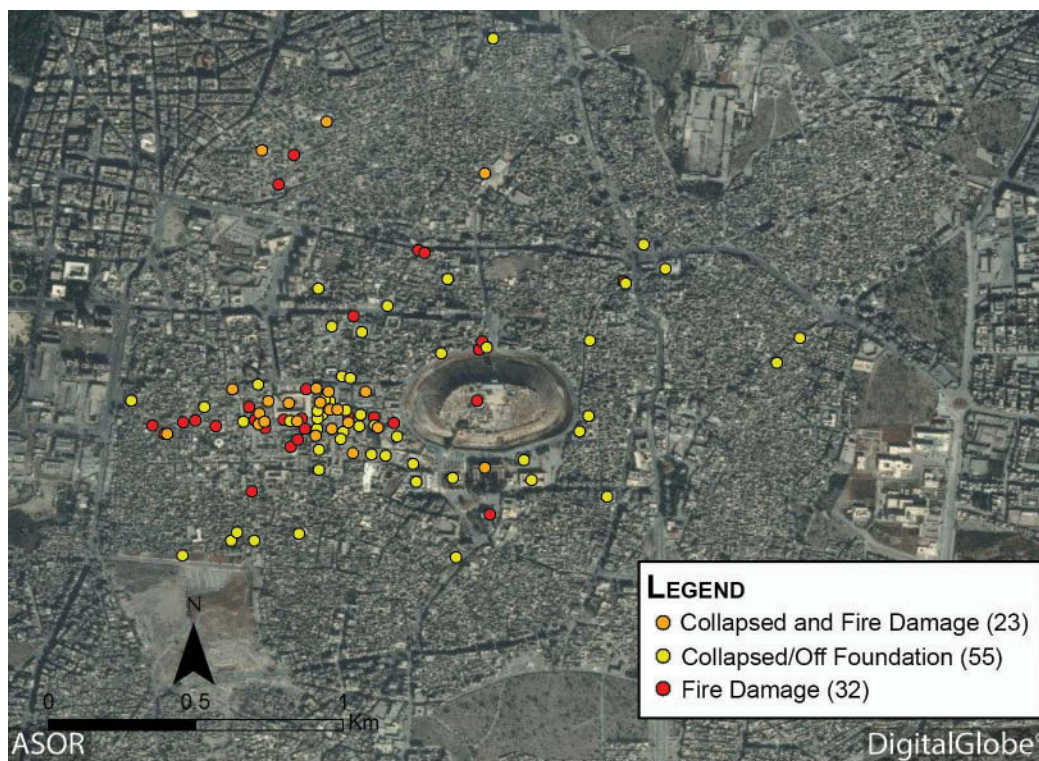 LEGEND
Collapsed and Fire Damage (23)
Collapsed/Off Foundation (55)
Fire Damage (32)
N
0 0.5 1
Km
ASOR
DigitalGlobe